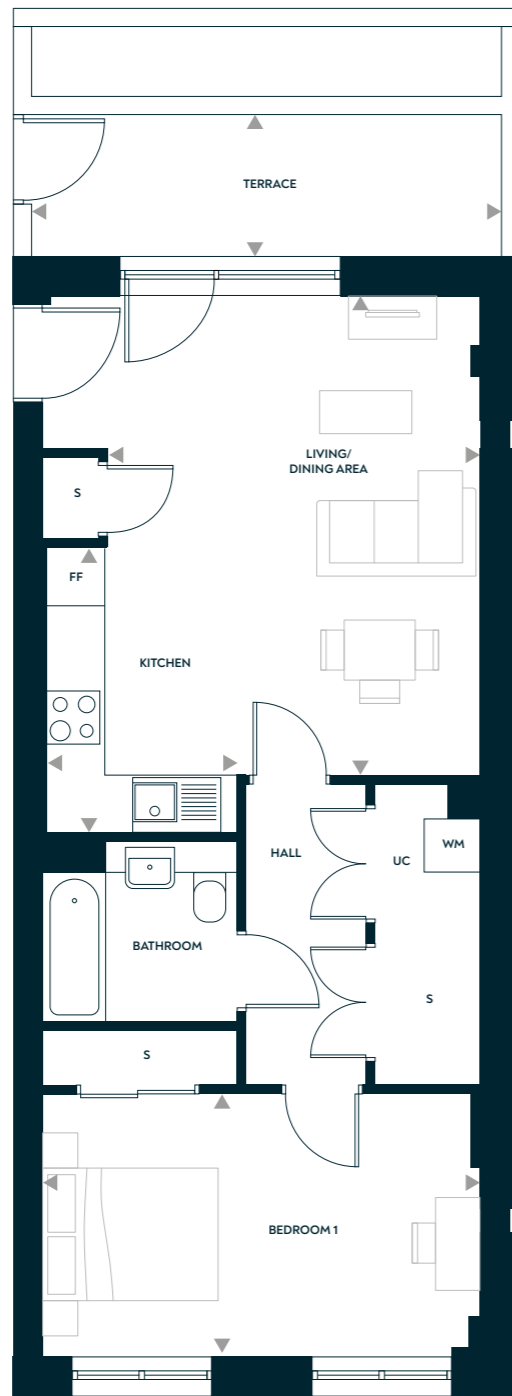 TERRACE
LIVING/
DINING AREA
S
FF
KITCHEN
HALL
UC
WM
BATHROOM
S
S
BEDROOM 1